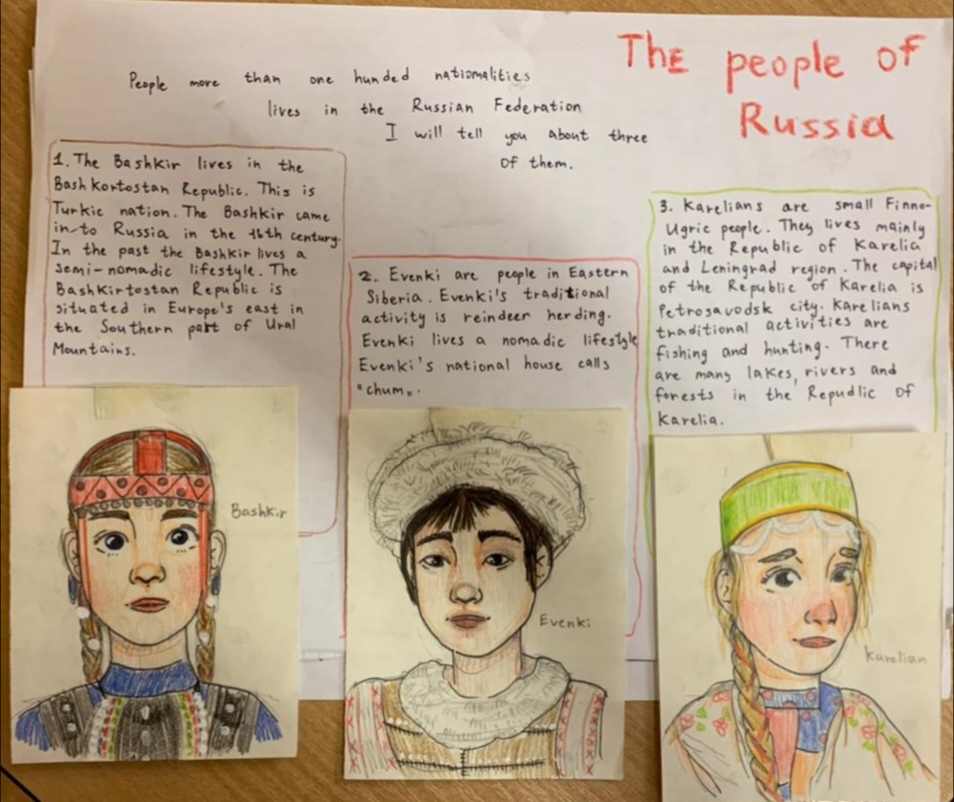 The people of
Russia
People more than one hunded nationalities
lives in the Russian Federation
I will tell you about three
of them.
1. The Bashkir lives in the
Bashkortostan Republic. This is
Turkic nation. The Bashkir came
in to Russia in the 16th century.
In the past the Bashkir lives a
semi-nomadic lifestyle. The
Bashkirtostan Republic is
situated in Europe's east in
the Southern part of Ural
Mountains.
2. Evenki are people in Eastern
Siberia. Evenki's traditional
activity is reindeer herding.
Evenki lives a nomadic lifestyle
Evenki's national house calls
"chum„.
3. Karelians are small Finno-
Ugric people. They lives mainly
in the Republic of Karelia
and Leningrad region. The capital
of the Republic of Karelia is
Petrosavodsk city. Karelians
traditional activities are
fishing and hunting. There
are many lakes, rivers and
forests in the Repudlic of
Karelia.
Bashkir
Evenki
Karelian